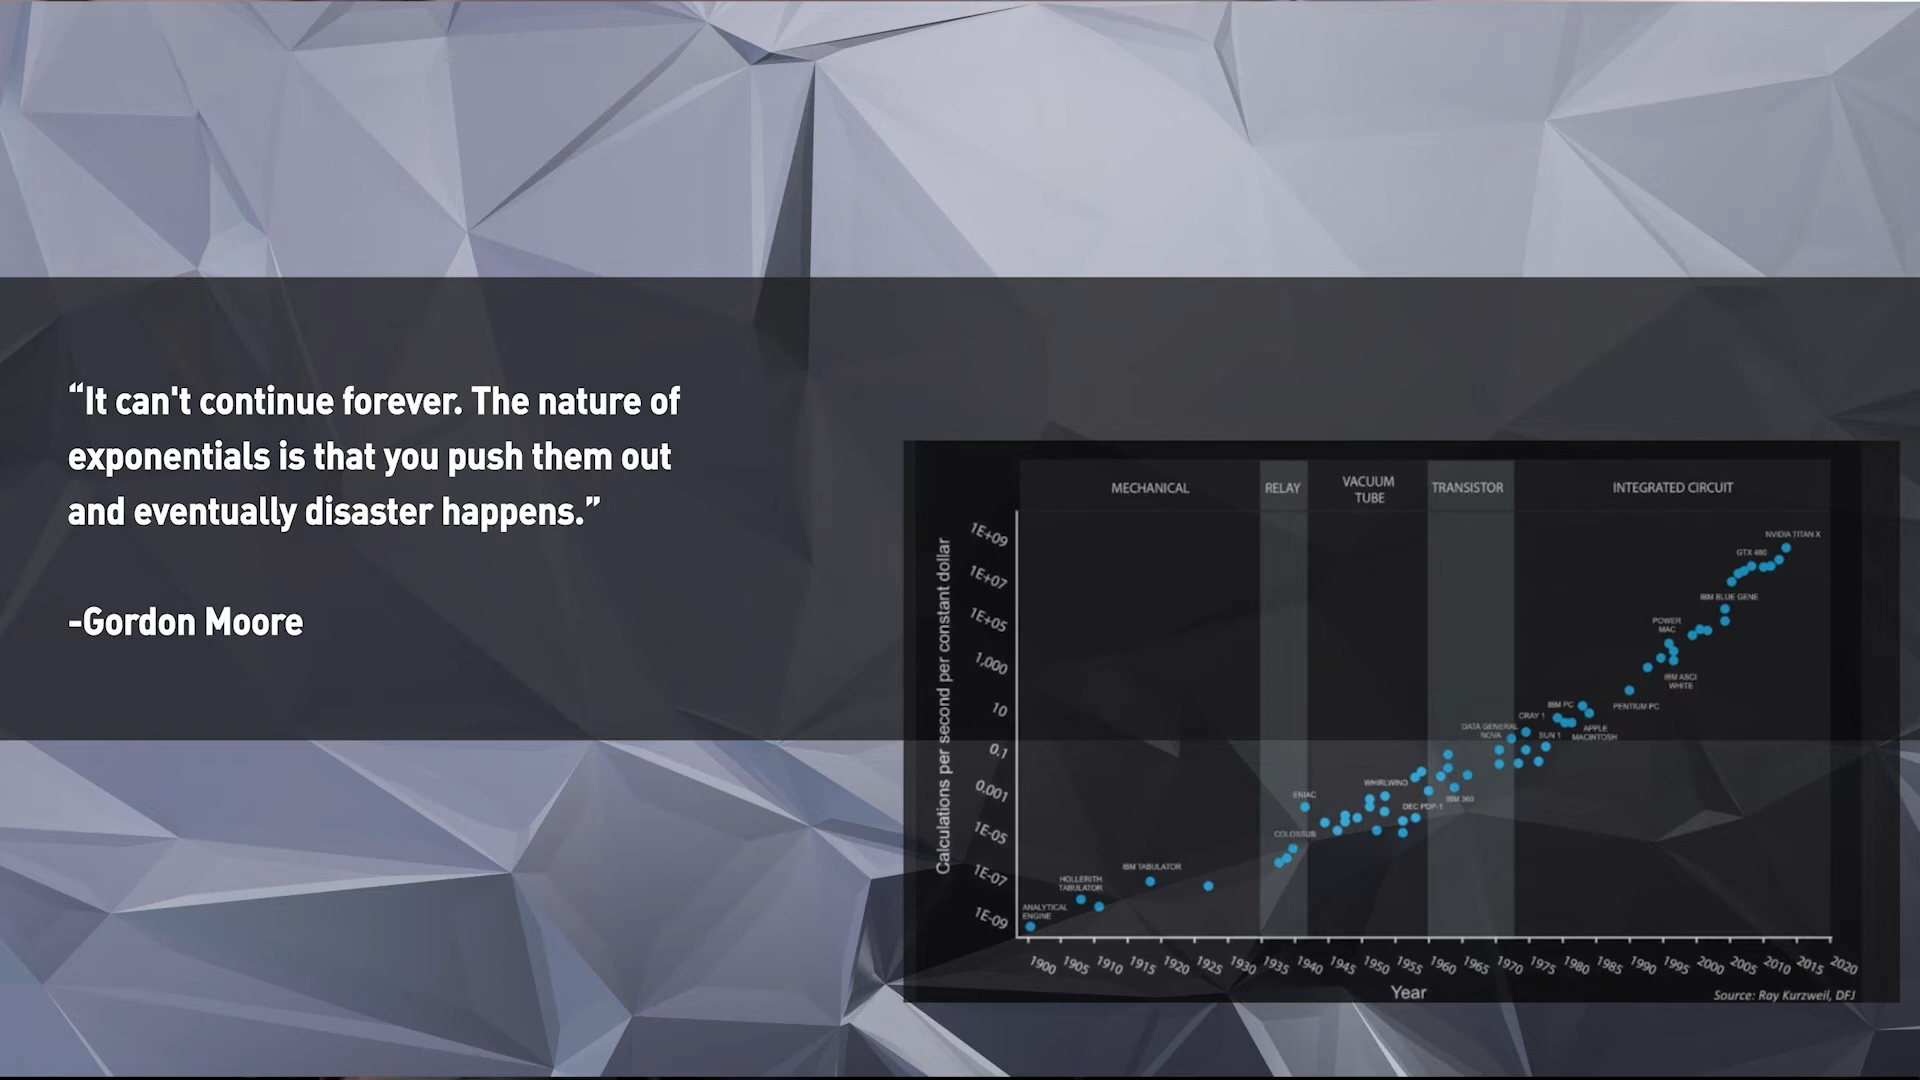 “It can't continue forever. The nature of
exponentials is that you push them out
and eventually disaster happens.”
-Gordon Moore
MECHANICAL
RELAY
VACUUM
TUBE
TRANSISTOR
INTEGRATED CIRCUIT
Calculations per second per constant dollar
1E+09
1E+07
1E+05
1,000
10
0.1
0.001
1E-05
1E-07
1E-09
NVIDIA TITAN X
GTX 480
IBM BLUE GENE
POWER
MAC
IBM ASCI
WHITE
PENTIUM PC
IBM PC
CRAY 1
APPLE
MACINTOSH
DATA GENERAL
NOVA
SUN 1
WHIRLWIND
IBM 360
DEC PDP-1
ENIAC
COLOSSUS
IBM TABULATOR
HOLLERITH
TABULATOR
ANALYTICAL
ENGINE
1900 1905 1910 1915 1920 1925 1930 1935 1940 1945 1950 1955 1960 1965 1970 1975 1980 1985 1990 1995 2000 2005 2010 2015 2020
Year
Source: Ray Kurzweil, DFJ